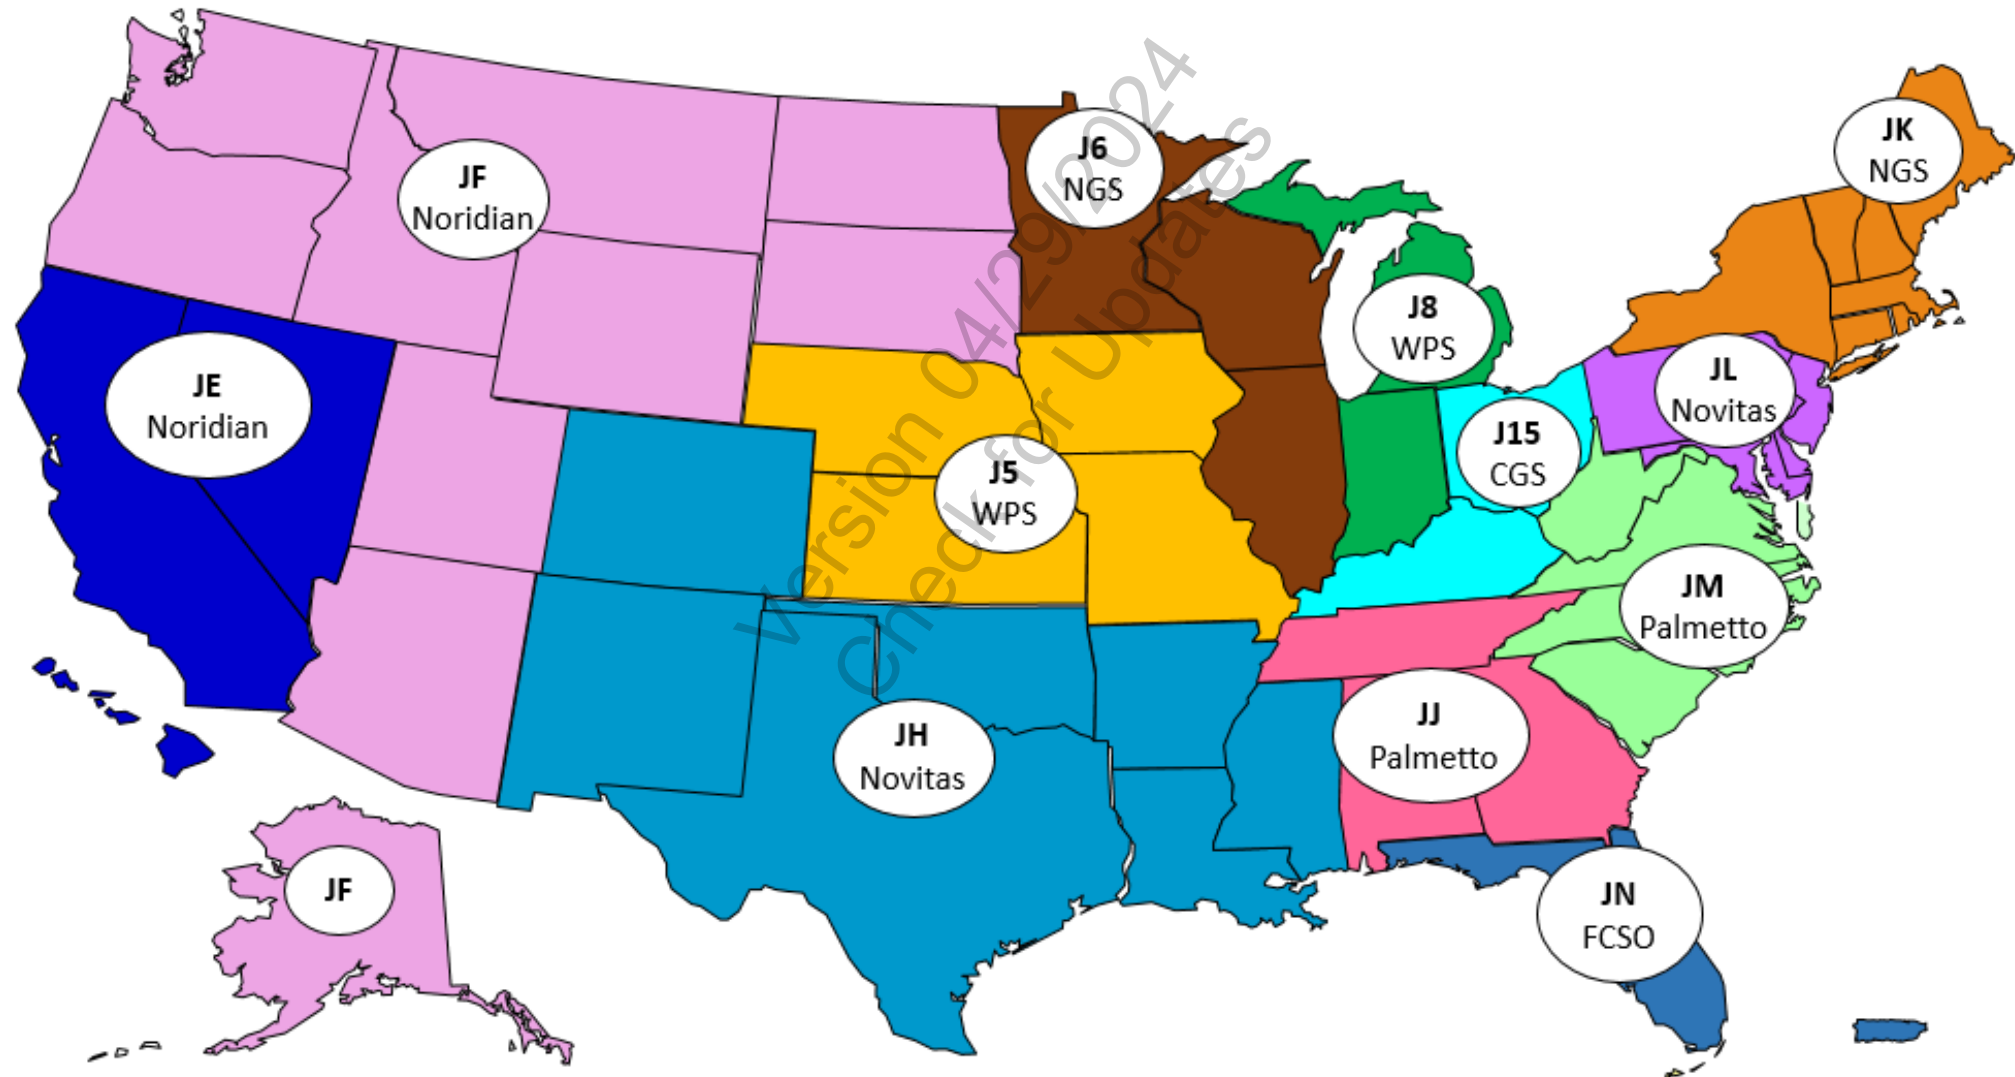 JF
Noridian
J6
NGS
JK
NGS
JE
Noridian
J8
WPS
JL
Novitas
J5
WPS
J15
CGS
JM
Palmetto
JH
Novitas
JJ
Palmetto
JF
JN
FCSO
Version 04/29/2024
Check for Updates